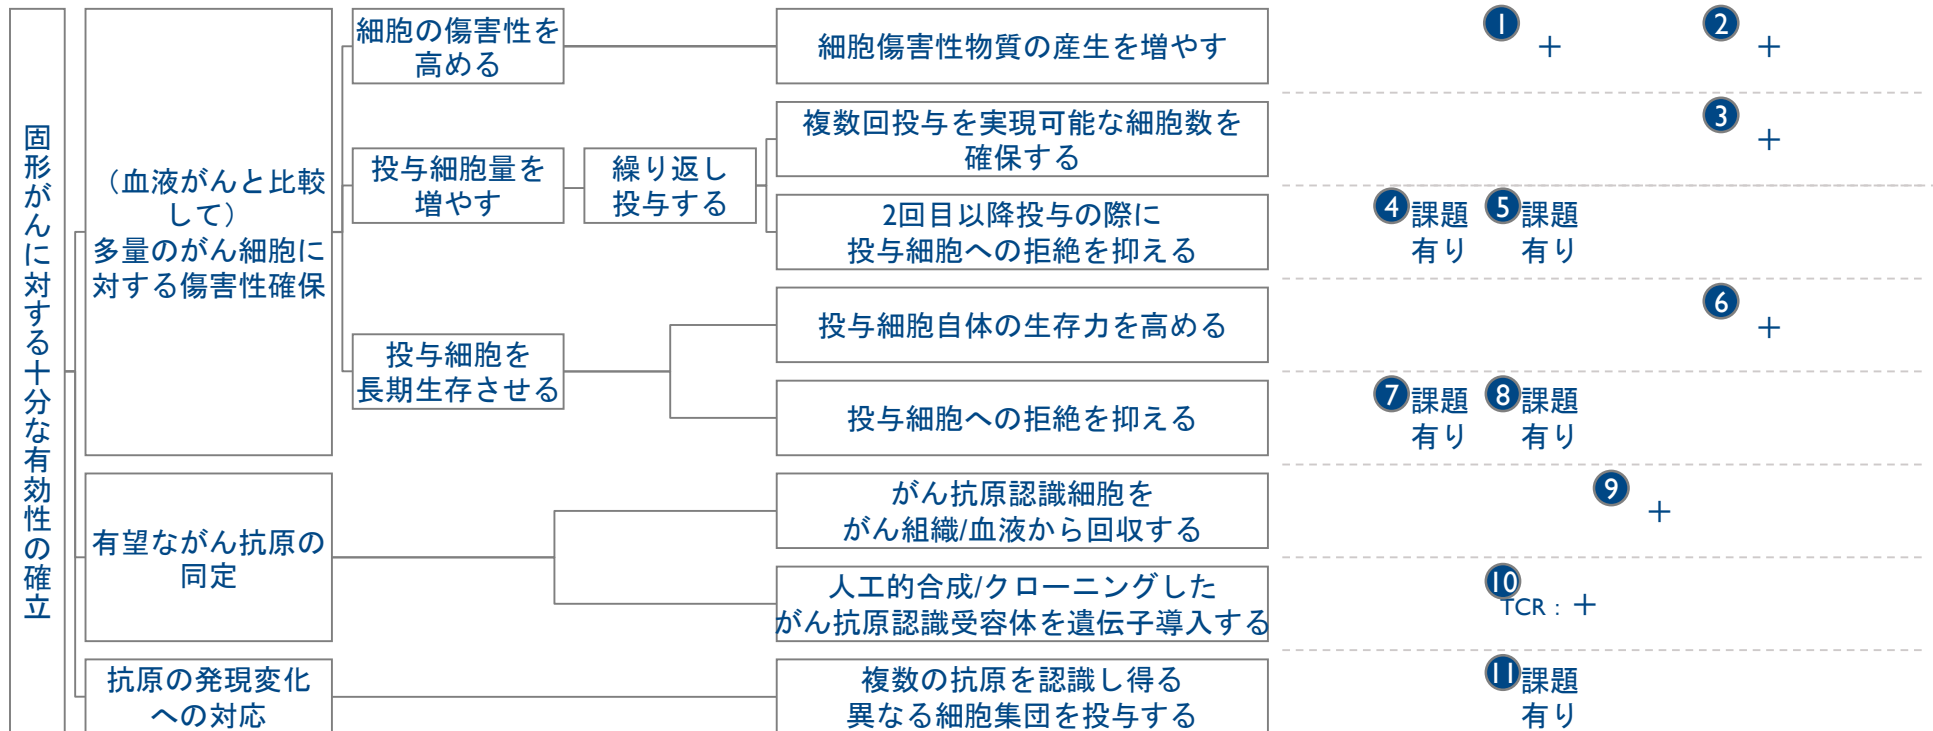 固形がんに対する十分な有効性の確立
（血液がんと比較
して）
多量のがん細胞に
対する傷害性確保
細胞の傷害性を
高める
細胞傷害性物質の産生を増やす
1
+
2
+
投与細胞量を
増やす
繰り返し
投与する
複数回投与を実現可能な細胞数を
確保する
3
+
2回目以降投与の際に
投与細胞への拒絶を抑える
4
課題
有り
5
課題
有り
投与細胞を
長期生存させる
投与細胞自体の生存力を高める
6
+
投与細胞への拒絶を抑える
7
課題
有り
8
課題
有り
有望ながん抗原の
同定
がん抗原認識細胞を
がん組織/血液から回収する
9
+
人工的合成/クローニングした
がん抗原認識受容体を遺伝子導入する
10
TCR：+
抗原の発現変化
への対応
複数の抗原を認識し得る
異なる細胞集団を投与する
11
課題
有り